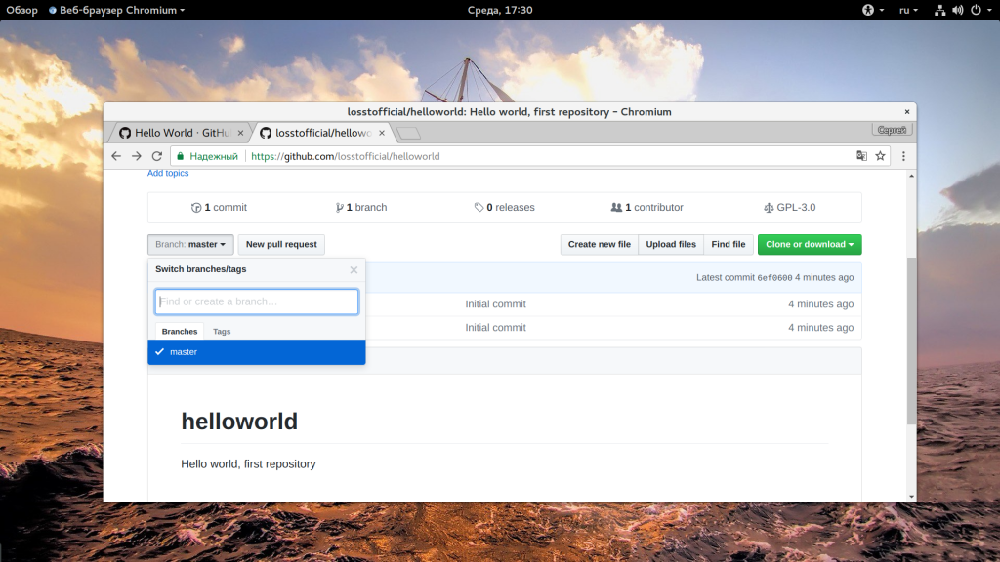 Обзор Веб-браузер Chromium Среда, 17:30 ru
losstofficial/helloworld: Hello world, first repository – Chromium
Hello World · GitHu losstofficial/hellowo Сергей
Надежный https://github.com/losstofficial/helloworld
Add topics
1 commit 1 branch 0 releases 1 contributor GPL-3.0
Branch: master New pull request Create new file Upload files Find file Clone or download
Switch branches/tags
Latest commit 6ef0600 4 minutes ago
Find or create a branch…
Initial commit 4 minutes ago
Branches Tags Initial commit 4 minutes ago
master
helloworld
Hello world, first repository